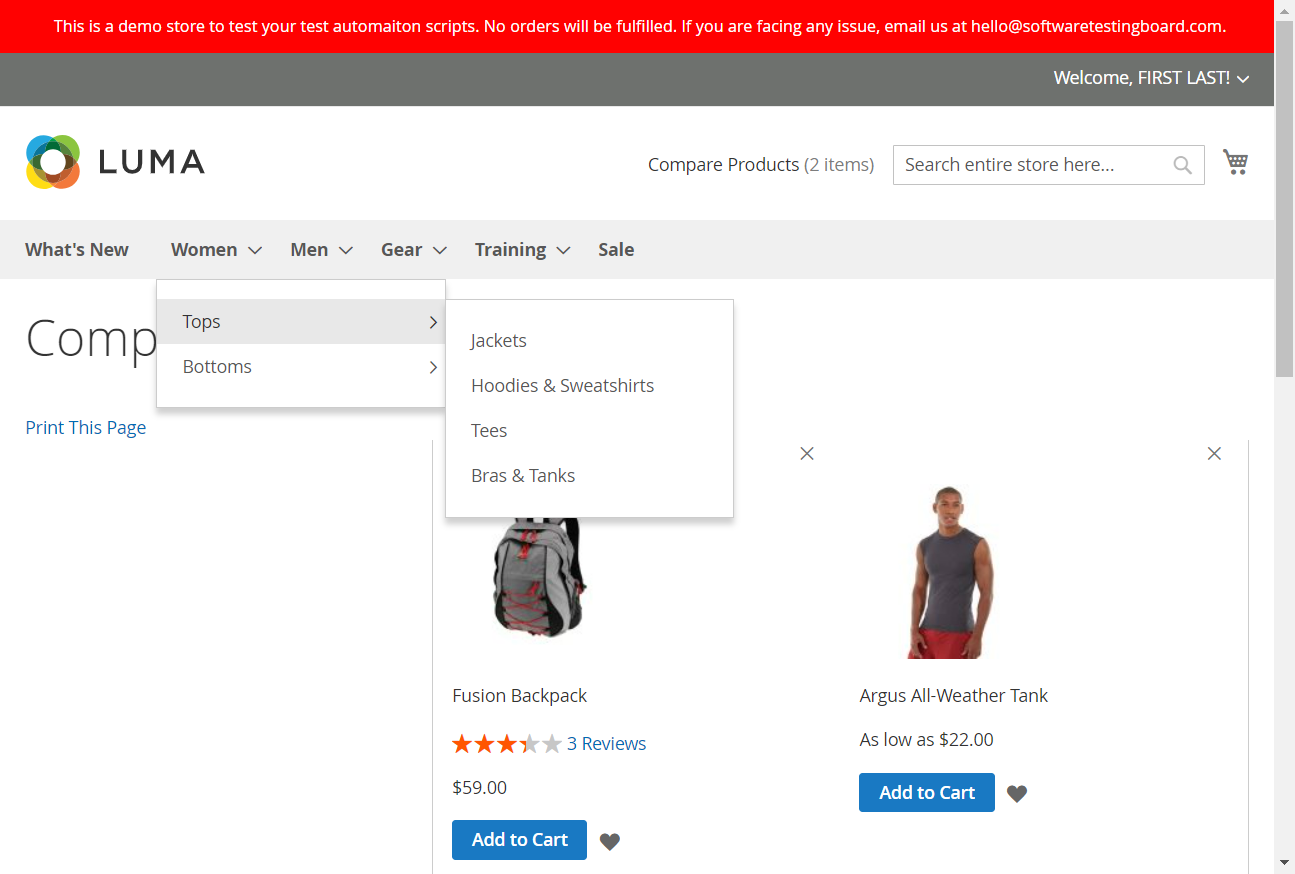 This is a demo store to test your test automaiton scripts. No orders will be fulfilled. If you are facing any issue, email us at hello@softwaretestingboard.com.
Welcome, FIRST LAST!
LUMA
Compare Products (2 items)
Search entire store here...
What's New
Women
Men
Gear
Training
Sale
Comp
Tops
Bottoms
Jackets
Hoodies & Sweatshirts
Tees
Bras & Tanks
Print This Page
Fusion Backpack
3 Reviews
$59.00
Add to Cart
Argus All-Weather Tank
As low as $22.00
Add to Cart